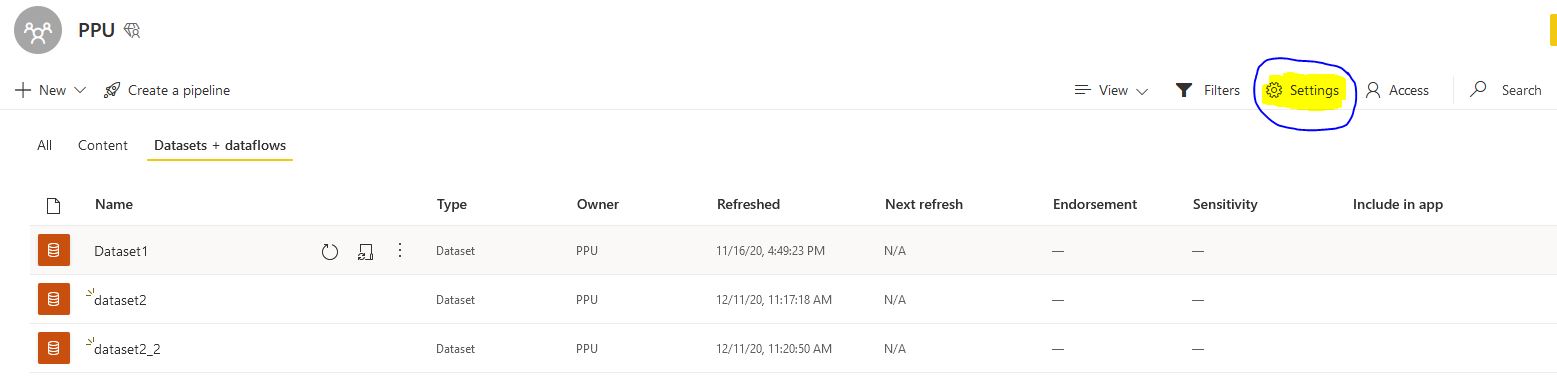 PPU
New Create a pipeline View Filters Settings Access Search
All Content Datasets + dataflows
Name Type Owner Refreshed Next refresh Endorsement Sensitivity Include in app
Dataset1 Dataset PPU 11/16/20, 4:49:23 PM N/A — —
dataset2 Dataset PPU 12/11/20, 11:17:18 AM N/A — —
dataset2_2 Dataset PPU 12/11/20, 11:20:50 AM N/A — —